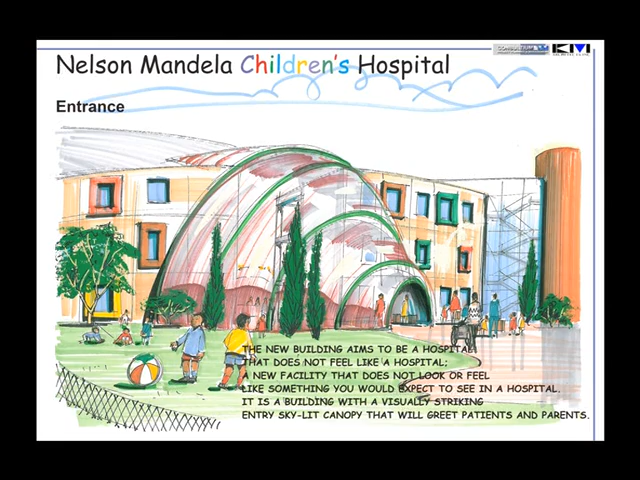 Nelson Mandela Children's Hospital
Entrance
THE NEW BUILDING AIMS TO BE A HOSPITAL
THAT DOES NOT FEEL LIKE A HOSPITAL;
A NEW FACILITY THAT DOES NOT LOOK OR FEEL
LIKE SOMETHING YOU WOULD EXPECT TO SEE IN A HOSPITAL.
IT IS A BUILDING WITH A VISUALLY STRIKING
ENTRY SKY-LIT CANOPY THAT WILL GREET PATIENTS AND PARENTS.